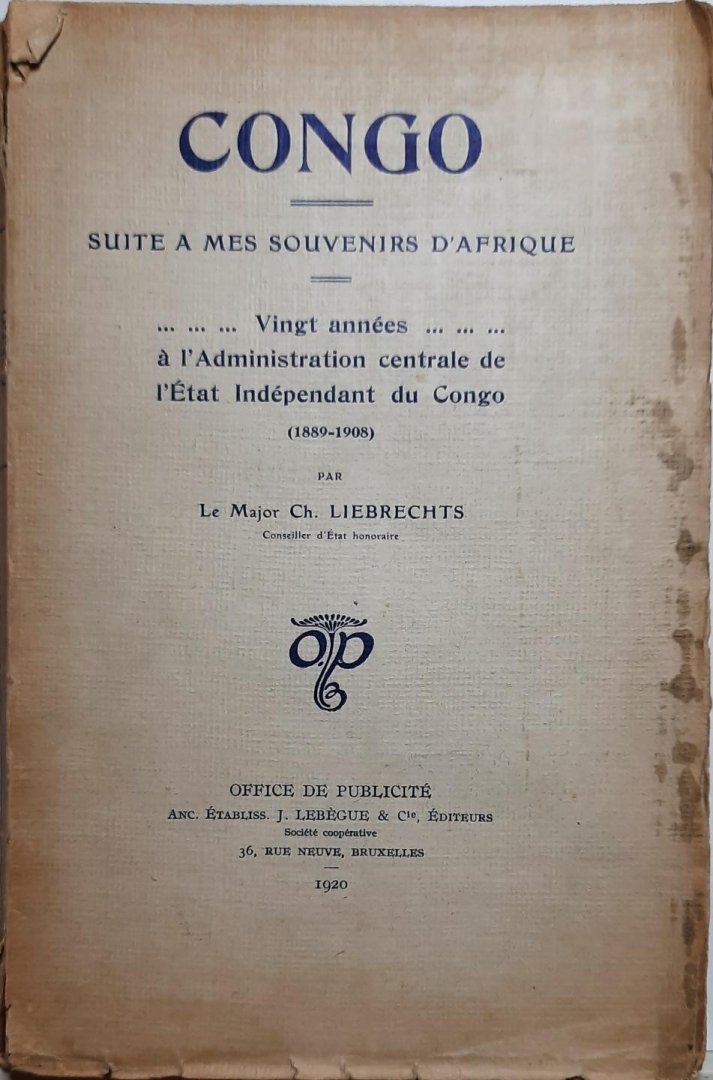 CONGO
SUITE A MES SOUVENIRS D'AFRIQUE
... ... ... Vingt années ... ... ...
à l'Administration centrale de
l'État Indépendant du Congo
(1889-1908)
PAR
Le Major Ch. LIEBRECHTS
Conseiller d'État honoraire
O.P
OFFICE DE PUBLICITÉ
Anc. Établiss. J. LEBÈGUE & Cie, Éditeurs
Société coopérative
36, RUE NEUVE, BRUXELLES
1920